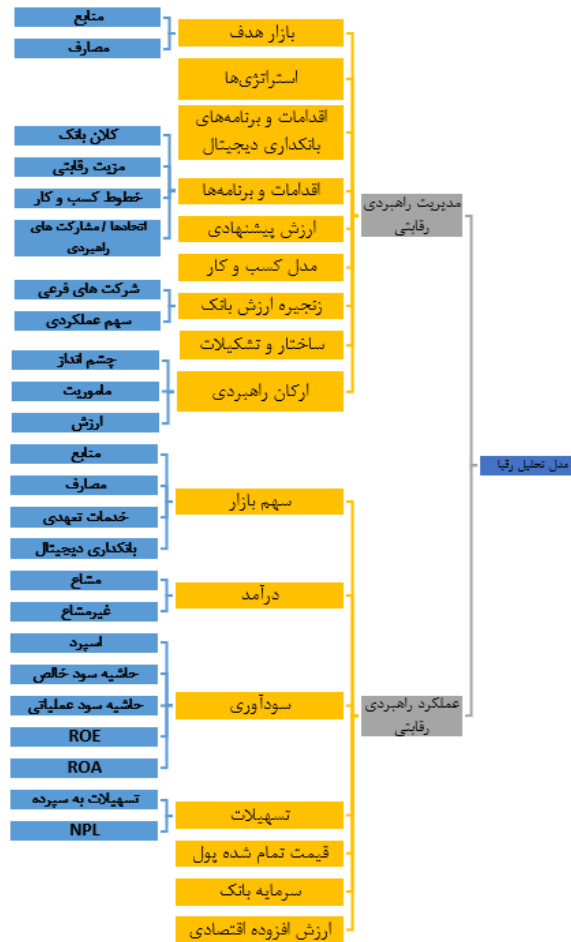 مدل تحلیل رقبا
مدیریت راهبردی
رقابتی
بازار هدف
منابع
مصارف
استراتژی‌ها
اقدامات و برنامه‌های
بانکداری دیجیتال
اقدامات و برنامه‌ها
کلان بانک
مزیت رقابتی
خطوط کسب و کار
اتحادها / مشارکت های
راهبردی
ارزش پیشنهادی
مدل کسب و کار
زنجیره ارزش بانک
شرکت های فرعی
سهم عملکردی
ساختار و تشکیلات
ارکان راهبردی
چشم انداز
ماموریت
ارزش
عملکرد راهبردی
رقابتی
سهم بازار
منابع
مصارف
خدمات تعهدی
بانکداری دیجیتال
درآمد
مشاع
غیرمشاع
سودآوری
اسپرد
حاشیه سود خالص
حاشیه سود عملیاتی
ROE
ROA
تسهیلات
تسهیلات به سپرده
NPL
قیمت تمام شده پول
سرمایه بانک
ارزش افزوده اقتصادی